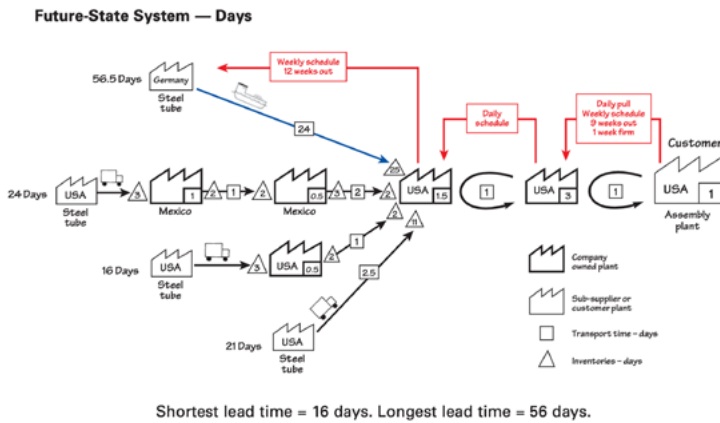 Future-State System — Days
Weekly schedule
12 weeks out
56.5 Days
Germany
Steel
tube
24
Daily
schedule
Daily pull
Weekly schedule
9 weeks out
1 week firm
Customer
25
24 Days
USA
Steel
tube
3
1
Mexico
2
1
2
0.5
Mexico
3
2
2
USA
1.5
1
USA
3
1
USA
1
Assembly
plant
2
11
16 Days
USA
Steel
tube
3
USA
0.5
2
1
2.5
21 Days
USA
Steel
tube
Company
owned plant
Sub-supplier or
customer plant
Transport time – days
Inventories – days
Shortest lead time = 16 days. Longest lead time = 56 days.